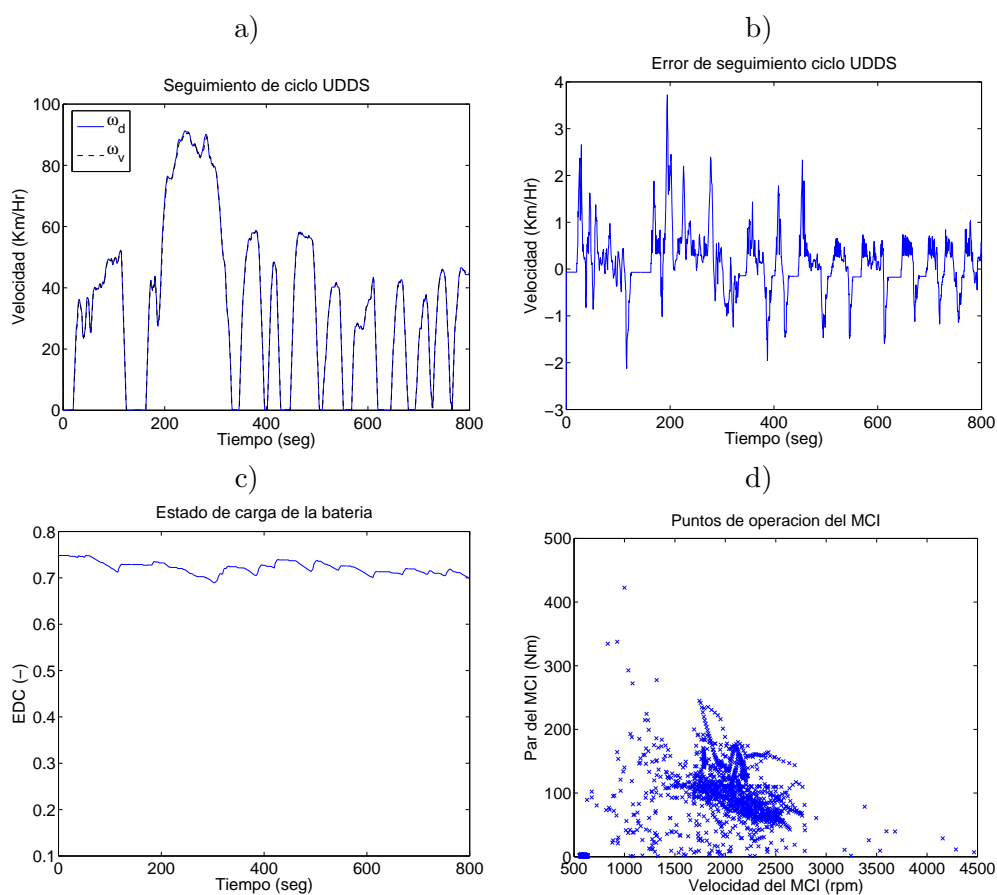 a)
Seguimiento de ciclo UDDS
ω_d
ω_v
Velocidad (Km/Hr)
100
80
60
40
20
0
0 200 400 600 800
Tiempo (seg)
b)
Error de seguimiento ciclo UDDS
Velocidad (Km/Hr)
4
3
2
1
0
−1
−2
−3
0 200 400 600 800
Tiempo (seg)
c)
Estado de carga de la bateria
EDC (−)
0.8
0.7
0.6
0.5
0.4
0.3
0.2
0.1
0 200 400 600 800
Tiempo (seg)
d)
Puntos de operacion del MCI
Par del MCI (Nm)
500
400
300
200
100
0
500 1000 1500 2000 2500 3000 3500 4000 4500
Velocidad del MCI (rpm)